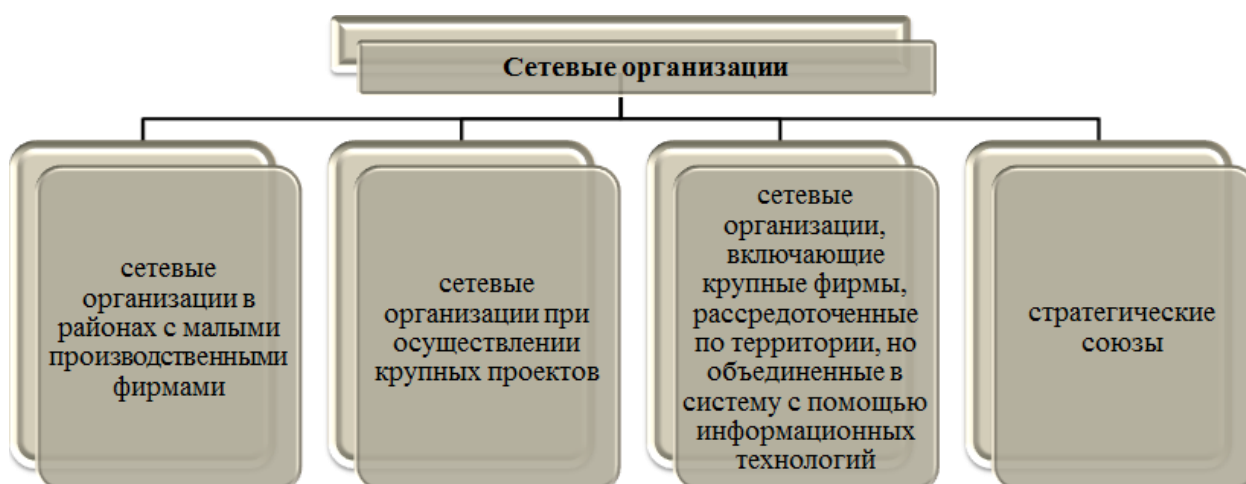 Сетевые организации
сетевые
организации в
районах с малыми
производственными
фирмами
сетевые
организации при
осуществлении
крупных проектов
сетевые
организации,
включающие
крупные фирмы,
рассредоточенные
по территории, но
объединенные в
систему с помощью
информационных
технологий
стратегические
союзы